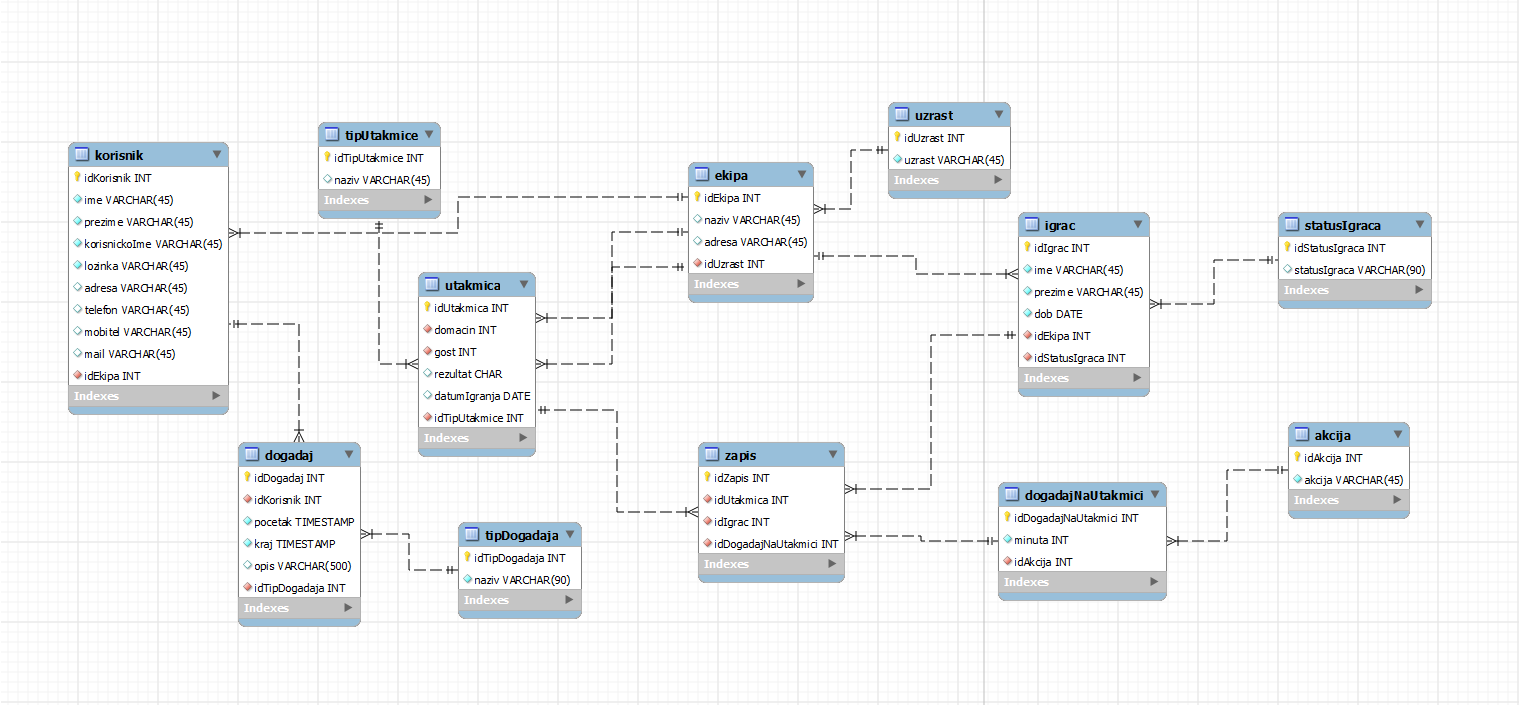 korisnik
idKorisnik INT
ime VARCHAR(45)
prezime VARCHAR(45)
korisnickoIme VARCHAR(45)
lozinka VARCHAR(45)
adresa VARCHAR(45)
telefon VARCHAR(45)
mobitel VARCHAR(45)
mail VARCHAR(45)
idEkipa INT
Indexes
tipUtakmice
idTipUtakmice INT
naziv VARCHAR(45)
Indexes
utakmica
idUtakmica INT
domacin INT
gost INT
rezultat CHAR
datumIgranja DATE
idTipUtakmice INT
Indexes
dogadaj
idDogadaj INT
idKorisnik INT
pocetak TIMESTAMP
kraj TIMESTAMP
opis VARCHAR(500)
idTipDogadaja INT
Indexes
tipDogadaja
idTipDogadaja INT
naziv VARCHAR(90)
Indexes
ekipa
idEkipa INT
naziv VARCHAR(45)
adresa VARCHAR(45)
idUzrast INT
Indexes
uzrast
idUzrast INT
uzrast VARCHAR(45)
Indexes
igrac
idIgrac INT
ime VARCHAR(45)
prezime VARCHAR(45)
dob DATE
idEkipa INT
idStatusIgraca INT
Indexes
statusIgraca
idStatusIgraca INT
statusIgraca VARCHAR(90)
Indexes
zapis
idZapis INT
idUtakmica INT
idIgrac INT
idDogadajNaUtakmici INT
Indexes
dogadajNaUtakmici
idDogadajNaUtakmici INT
minuta INT
idAkcija INT
Indexes
akcija
idAkcija INT
akcija VARCHAR(45)
Indexes